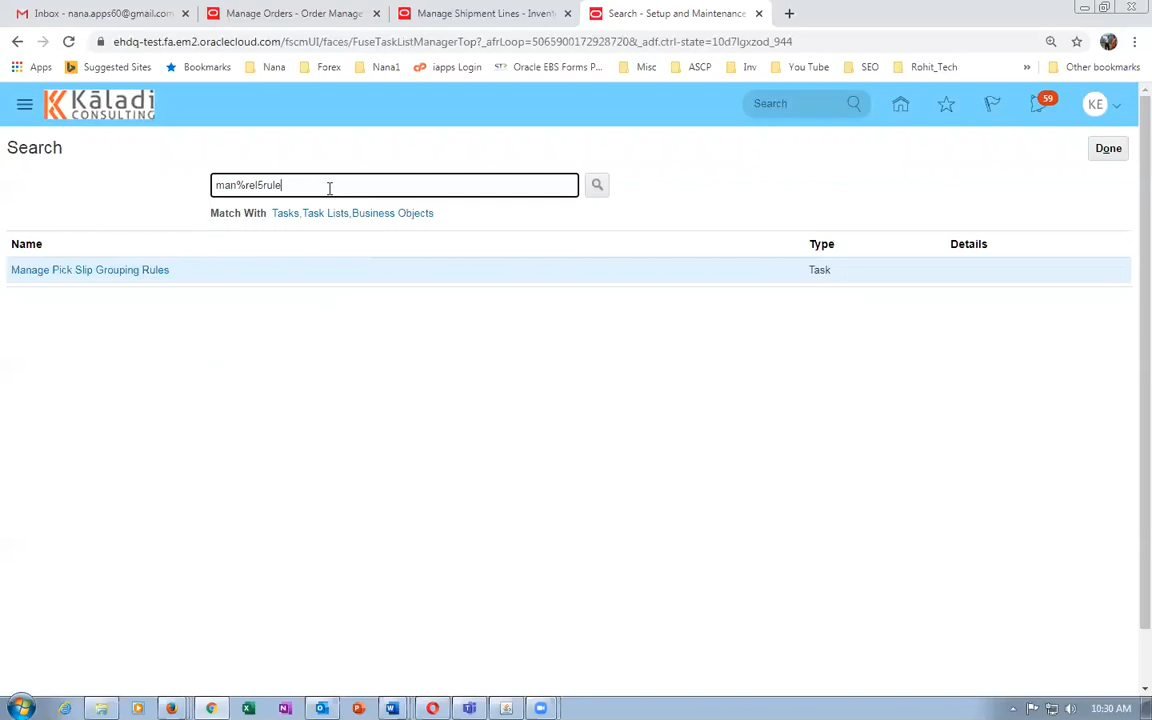 Inbox - nana.apps60@gmail.com
Manage Orders - Order Manage
Manage Shipment Lines - Invent
Search - Setup and Maintenance
ehdq-test.fa.em2.oraclecloud.com/fscmUI/faces/FuseTaskListManagerTop?_afrLoop=5065900172928720&_adf.ctrl-state=10d7lgxzod_944
Apps Suggested Sites Bookmarks Nana Forex Nana1 iapps Login Oracle EBS Forms P... Misc ASCP Inv You Tube SEO Rohit_Tech » Other bookmarks
Kāladi
CONSULTING
Search
59
KE
Search
Done
man%rel5rule
Match With Tasks,Task Lists,Business Objects
Name Type Details
Manage Pick Slip Grouping Rules Task
10:30 AM